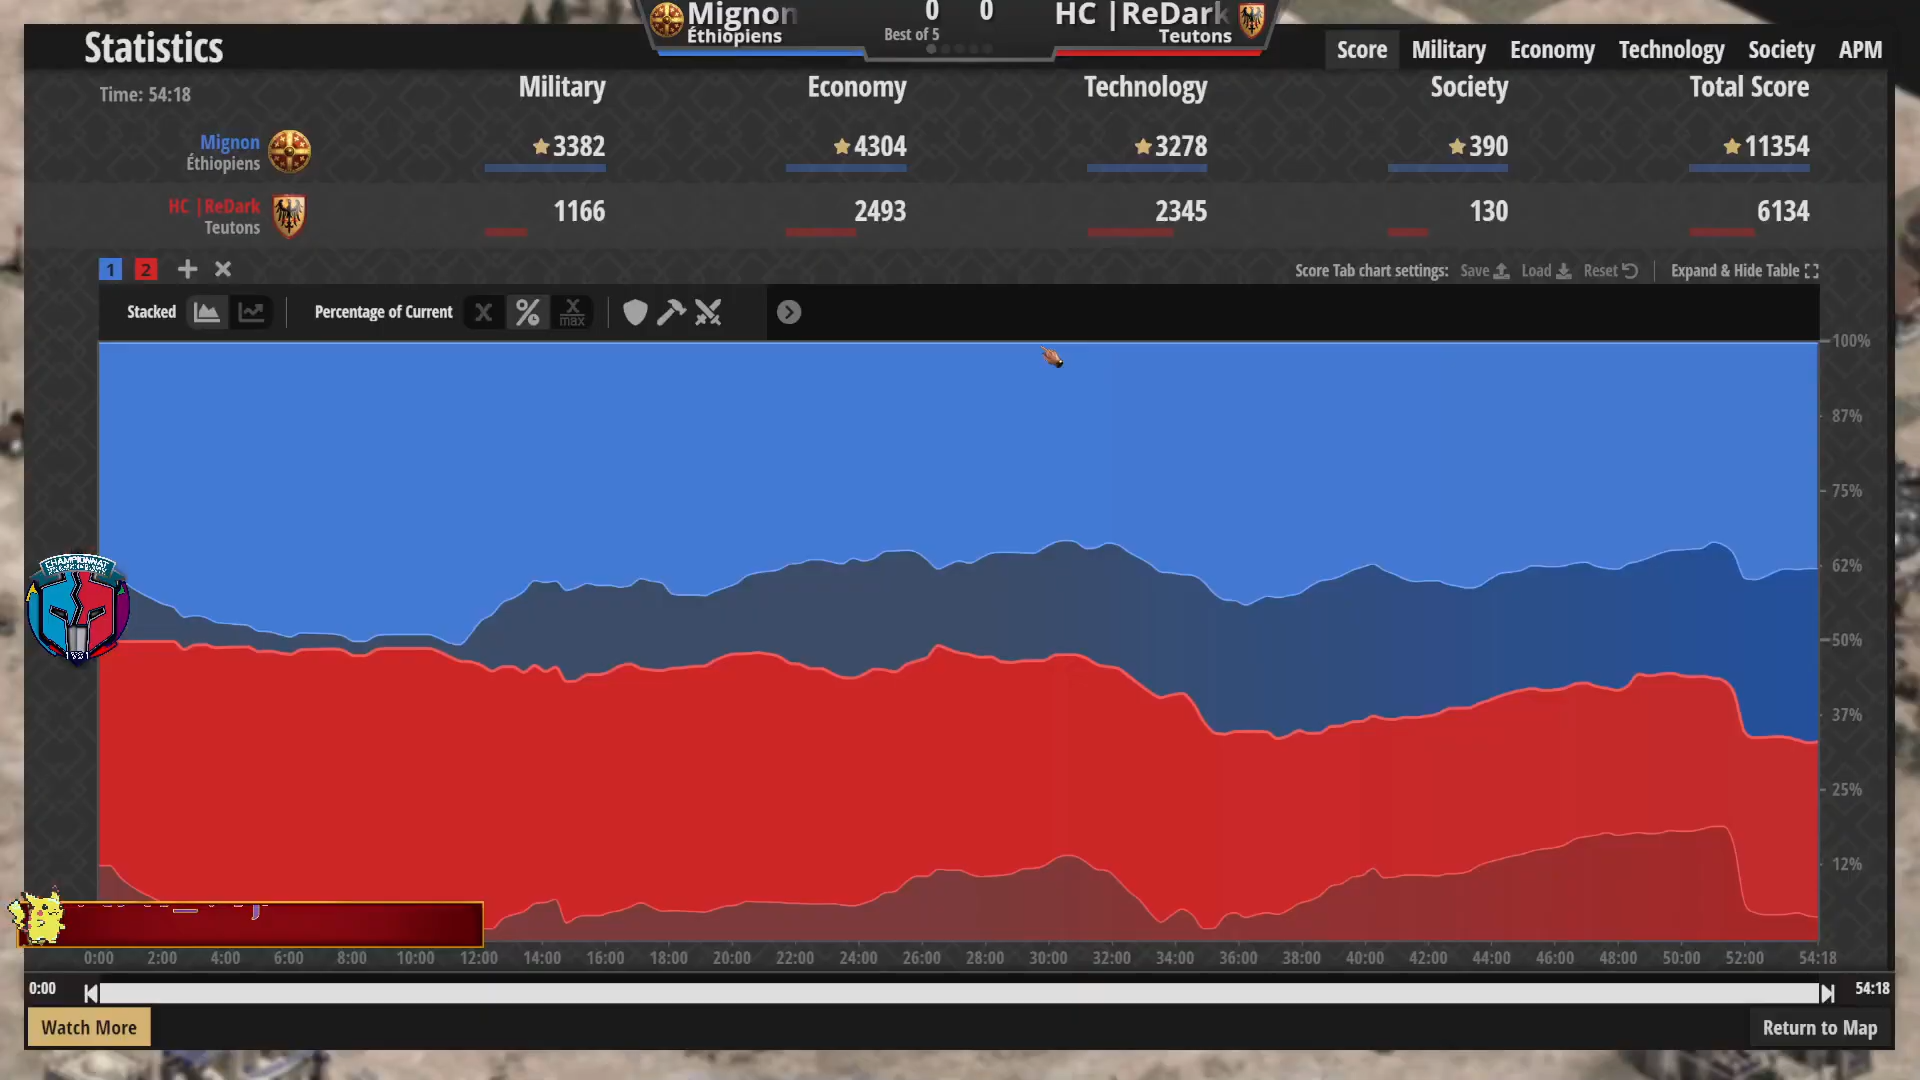 Mignon
Éthiopiens
0 0
Best of 5
HC |ReDark
Teutons
Statistics
Score Military Economy Technology Society APM
Time: 54:18
Military Economy Technology Society Total Score
Mignon
Éthiopiens
3382 4304 3278 390 11354
HC |ReDark
Teutons
1166 2493 2345 130 6134
1 2
Score Tab chart settings: Save Load Reset Expand & Hide Table
Stacked Percentage of Current X % X max
100%
87%
75%
62%
50%
37%
25%
12%
CHAMPIONNAT
1VS1
0:00 2:00 4:00 6:00 8:00 10:00 12:00 14:00 16:00 18:00 20:00 22:00 24:00 26:00 28:00 30:00 32:00 34:00 36:00 38:00 40:00 42:00 44:00 46:00 48:00 50:00 52:00 54:18
0:00 54:18
Watch More Return to Map